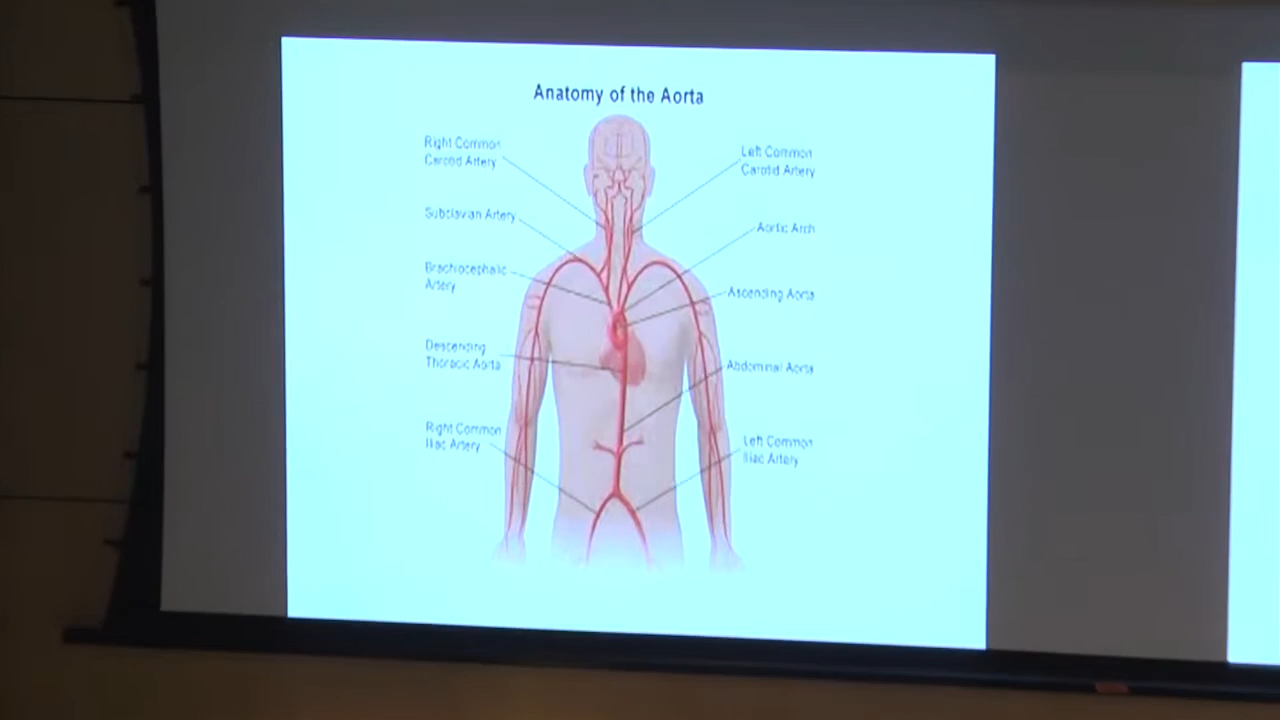 Anatomy of the Aorta
Right Common
Carotid Artery
Left Common
Carotid Artery
Subclavian Artery
Aortic Arch
Brachiocephalic
Artery
Ascending Aorta
Descending
Thoracic Aorta
Abdominal Aorta
Right Common
Iliac Artery
Left Common
Iliac Artery